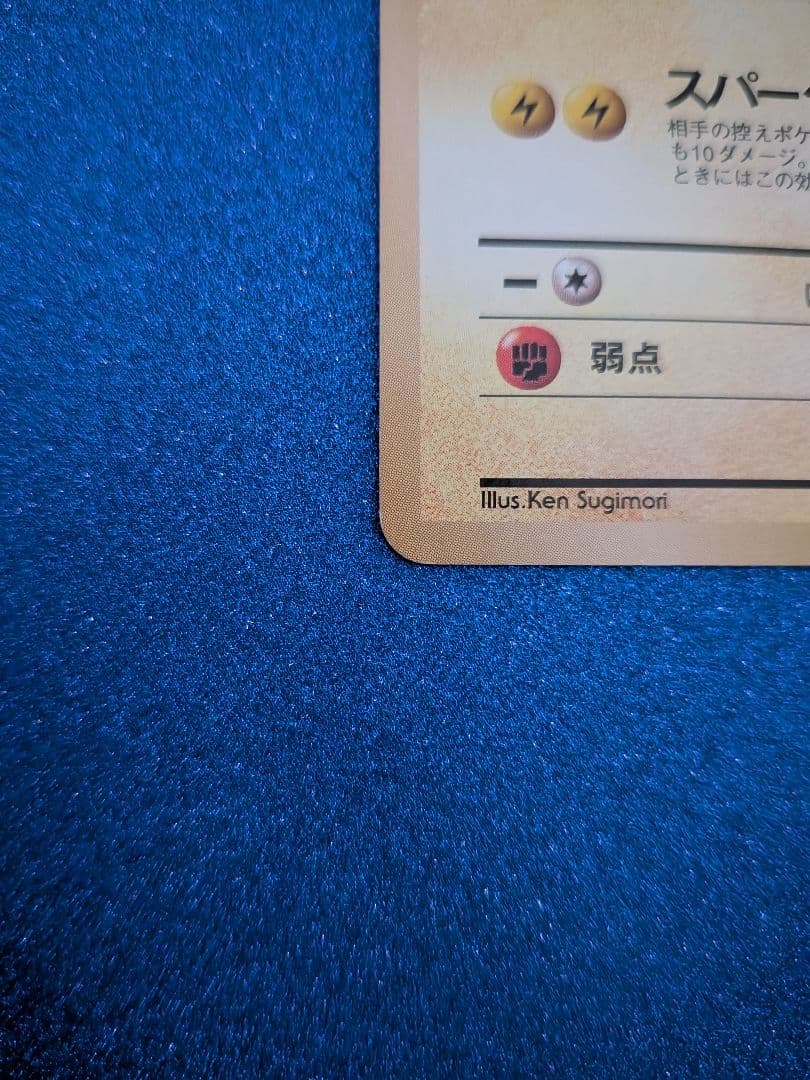 スパー
相手の控えポケ
も10ダメージ。
ときにはこの効
弱点
Illus.Ken Sugimori